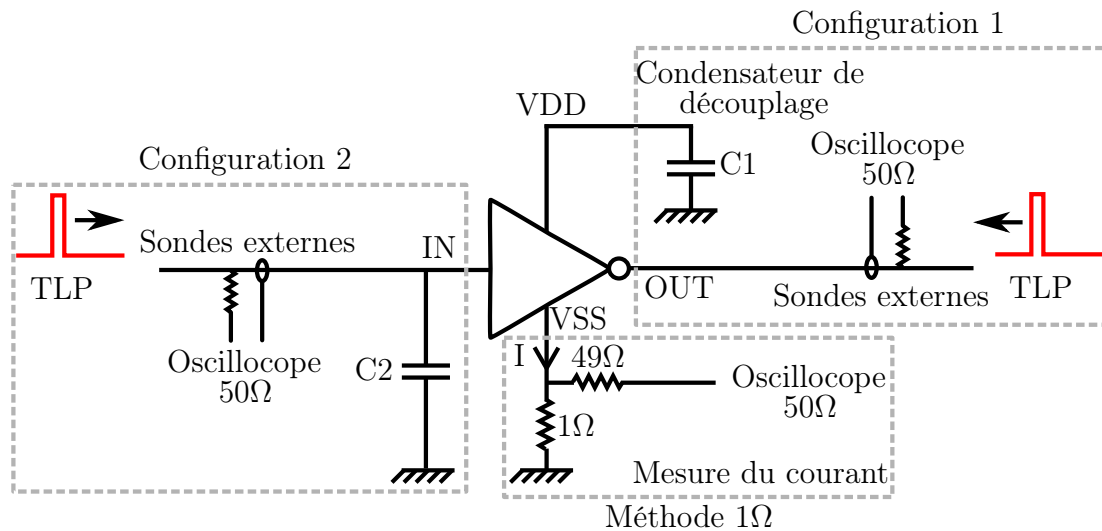 Configuration 1
Condensateur de
découplage
VDD
C1
Oscillocope
50Ω
Configuration 2
Sondes externes
IN
TLP
OUT
Sondes externes
TLP
VSS
Oscillocope
50Ω
C2
I
49Ω
Oscillocope
50Ω
1Ω
Mesure du courant
Méthode 1Ω